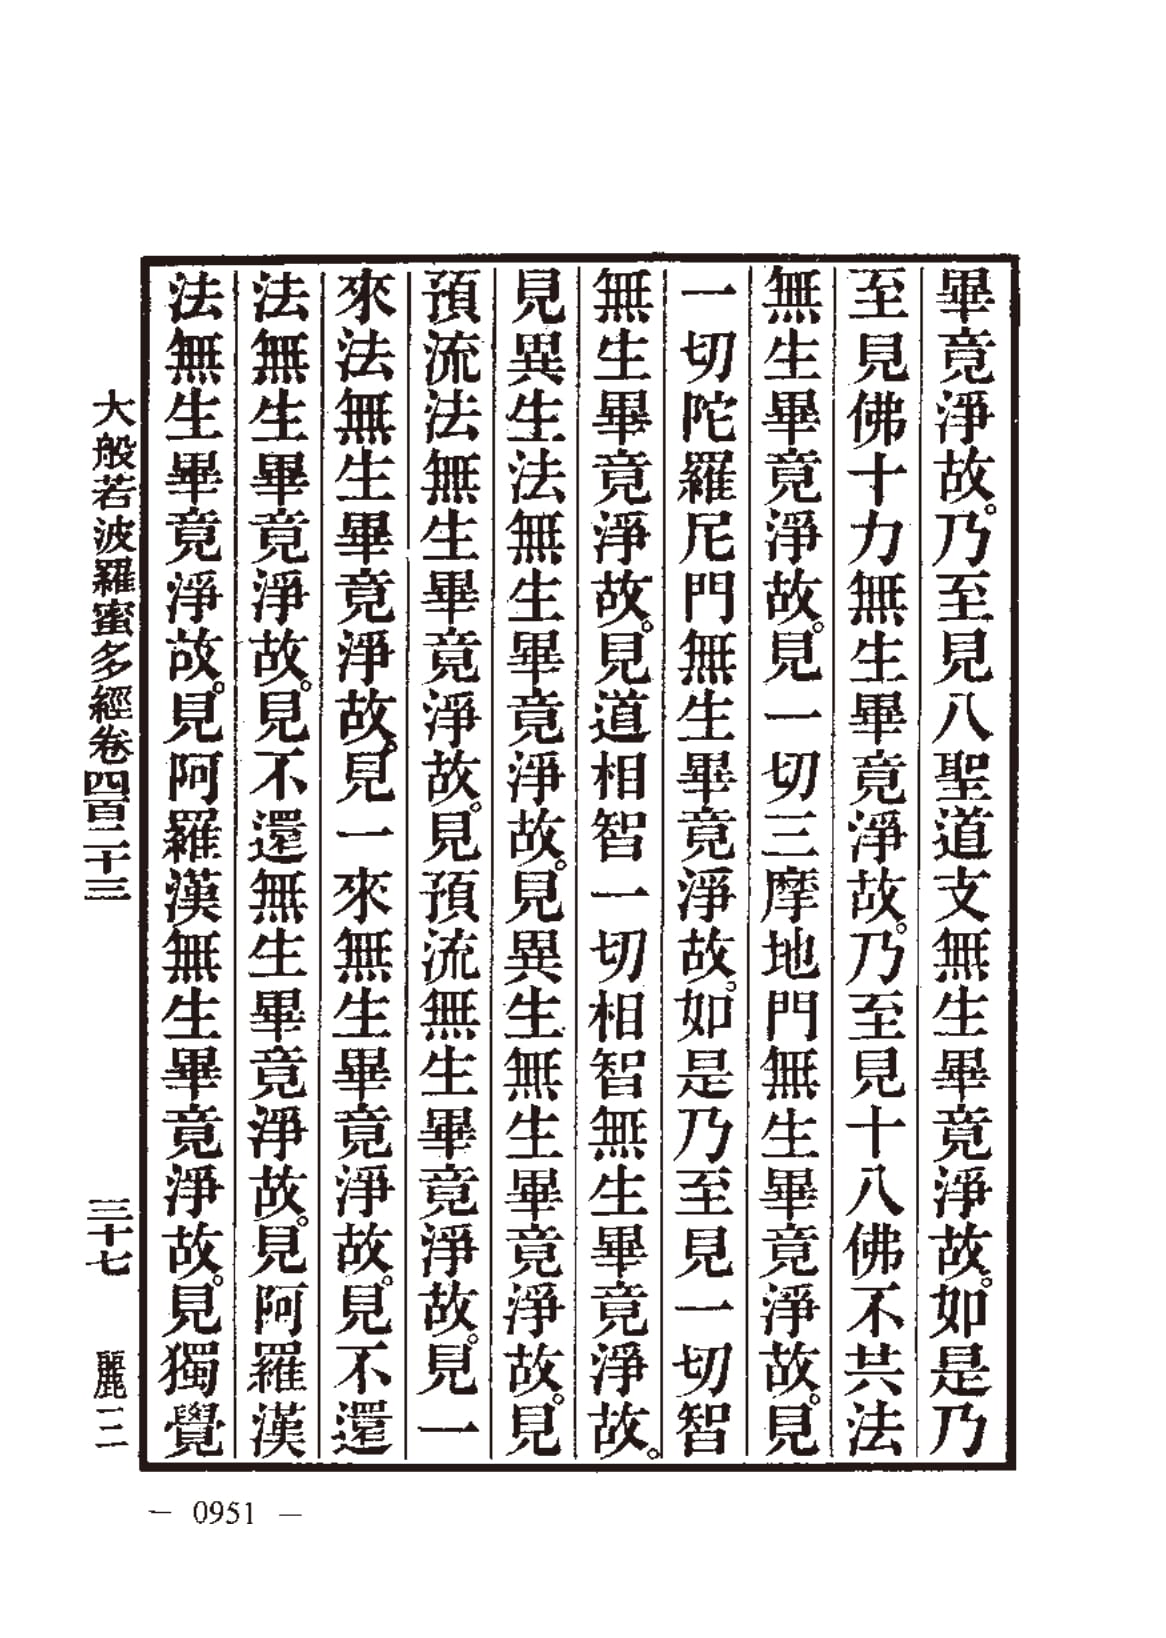 畢竟淨故。乃至見八聖道支無生畢竟淨故。如是乃
至見佛十力無生畢竟淨故。乃至見十八佛不共法
無生畢竟淨故。見一切三摩地門無生畢竟淨故。見
一切陀羅尼門無生畢竟淨故。如是乃至見一切智
無生畢竟淨故。見道相智一切相智無生畢竟淨故。
見異生法無生畢竟淨故。見異生無生畢竟淨故。見
預流法無生畢竟淨故。見預流無生畢竟淨故。見一
來法無生畢竟淨故。見一來無生畢竟淨故。見不還
法無生畢竟淨故。見不還無生畢竟淨故。見阿羅漢
法無生畢竟淨故。見阿羅漢無生畢竟淨故。見獨覺
大般若波羅蜜多經卷四百二十三 三十七 麗二
— 0951 —